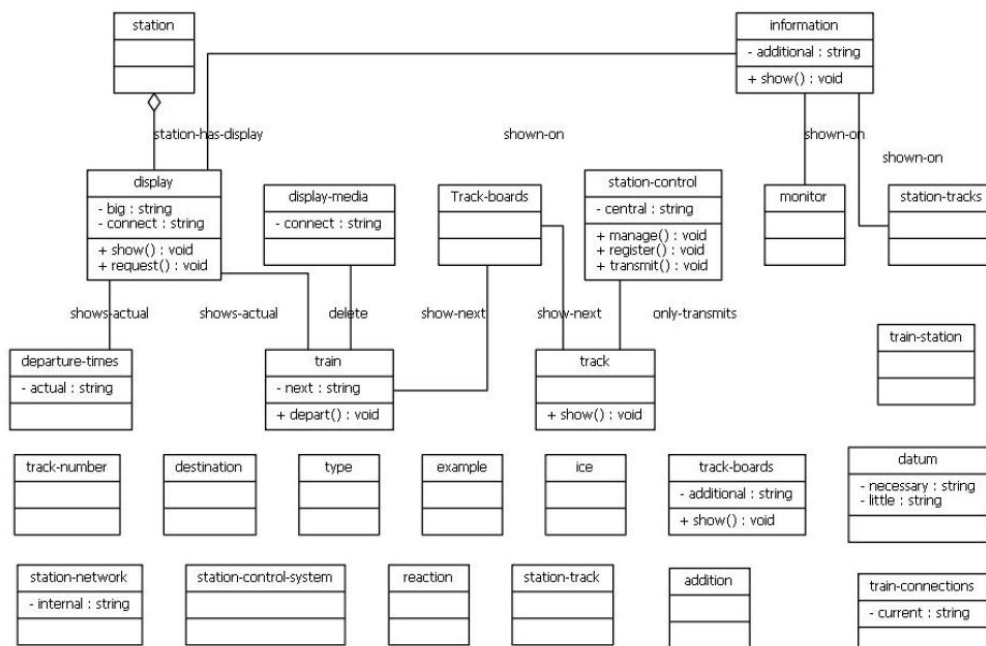 station
information
- additional : string
+ show() : void
station-has-display
shown-on
shown-on
shown-on
display
- big : string
- connect : string
+ show() : void
+ request() : void
display-media
- connect : string
Track-boards
station-control
- central : string
+ manage() : void
+ register() : void
+ transmit() : void
monitor
station-tracks
shows-actual
shows-actual
delete
show-next
show-next
only-transmits
departure-times
- actual : string
train
- next : string
+ depart() : void
track
+ show() : void
train-station
track-number
destination
type
example
ice
track-boards
- additional : string
+ show() : void
datum
- necessary : string
- little : string
station-network
- internal : string
station-control-system
reaction
station-track
addition
train-connections
- current : string